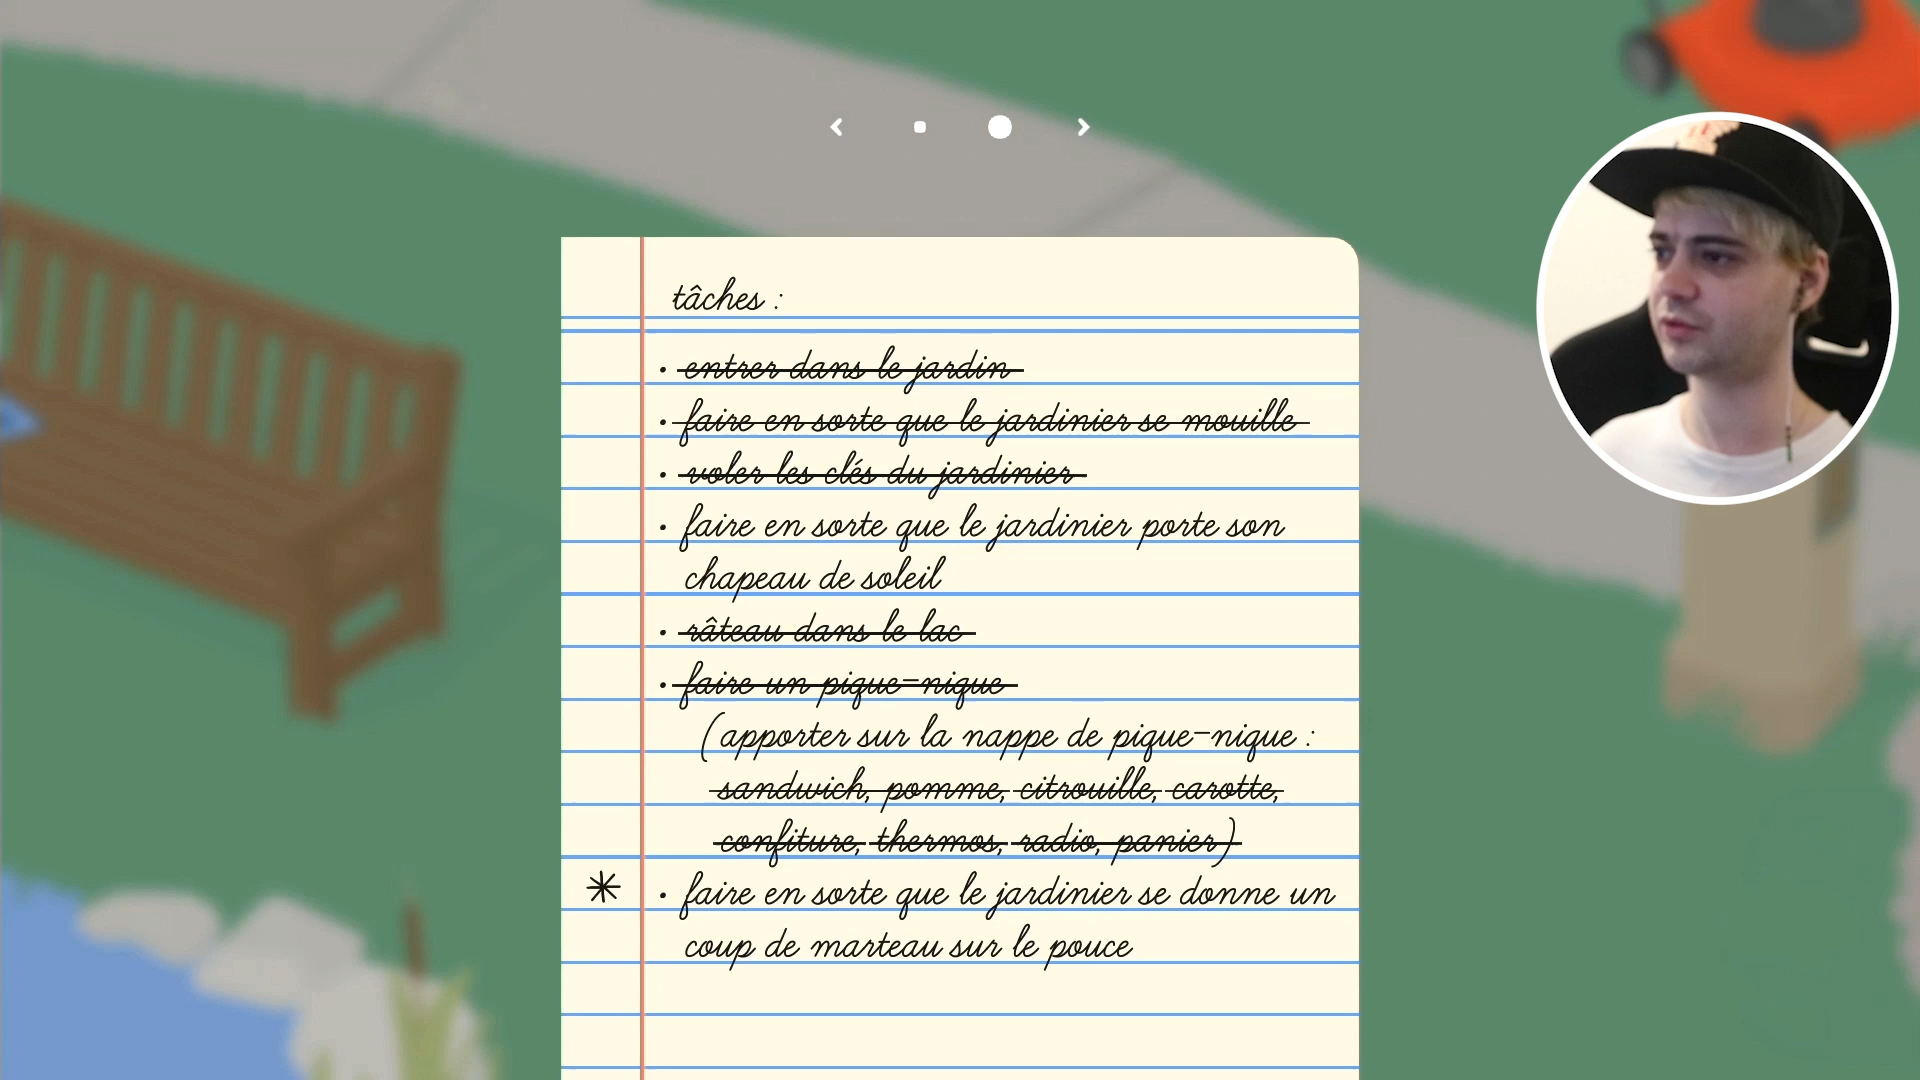 tâches :
• entrer dans le jardin
• faire en sorte que le jardinier se mouille
• voler les clés du jardinier
• faire en sorte que le jardinier porte son
chapeau de soleil
• râteau dans le lac
• faire un pique-nique
(apporter sur la nappe de pique-nique :
sandwich, pomme, citrouille, carotte,
confiture, thermos, radio, panier)
* • faire en sorte que le jardinier se donne un
coup de marteau sur le pouce